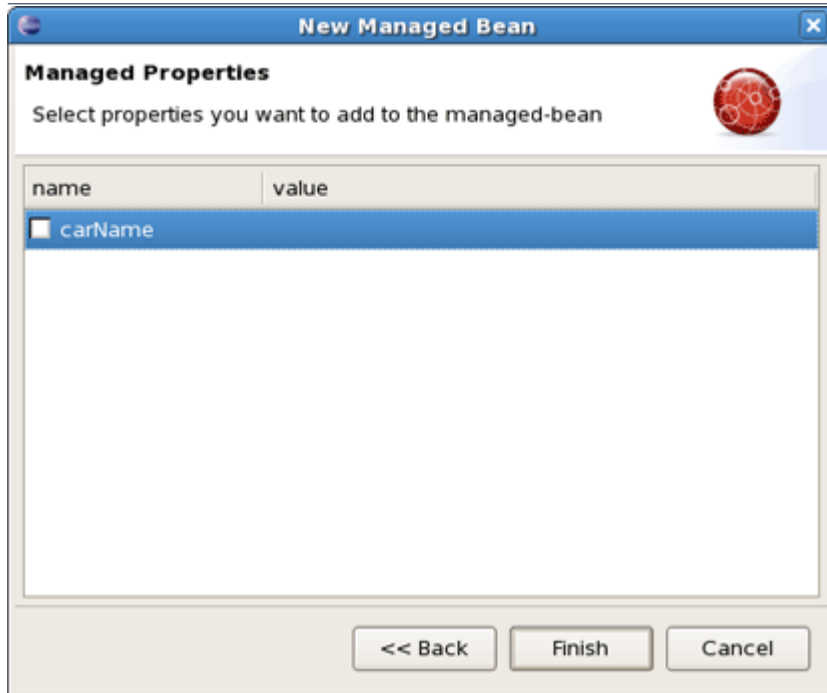 New Managed Bean
Managed Properties
Select properties you want to add to the managed-bean
name value
carName
<< Back Finish Cancel